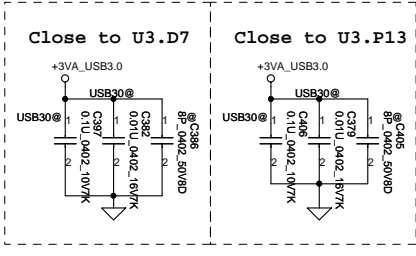 Close to U3.D7
+3VA_USB3.0
USB30@
USB30@
1
2
C397
0.1U_0402_10V7K
1
2
C382
0.01U_0402_16V7K
1
2
@C386
8P_0402_50V8D
Close to U3.P13
+3VA_USB3.0
USB30@
USB30@
1
2
C406
0.1U_0402_10V7K
1
2
C379
0.01U_0402_16V7K
1
2
@C405
8P_0402_50V8D